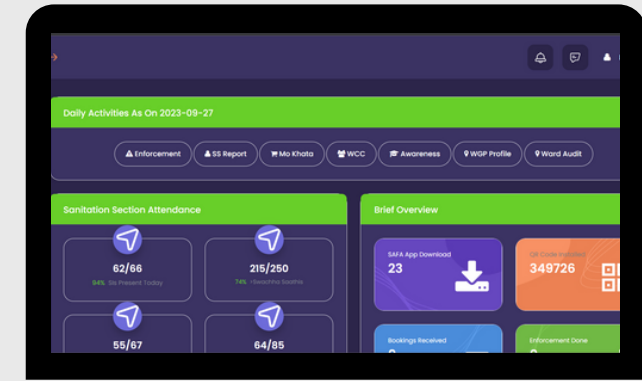 Daily Activities As On 2023-09-27
Enforcement
SS Report
Mo Khata
WCC
Awareness
WGP Profile
Ward Audit
Sanitation Section Attendance
62/66
94% SIs Present Today
215/250
74%
55/67
64/85
Brief Overview
SAFA App Download
23
QR Code Installed
349726
Bookings Received
Enforcement Done